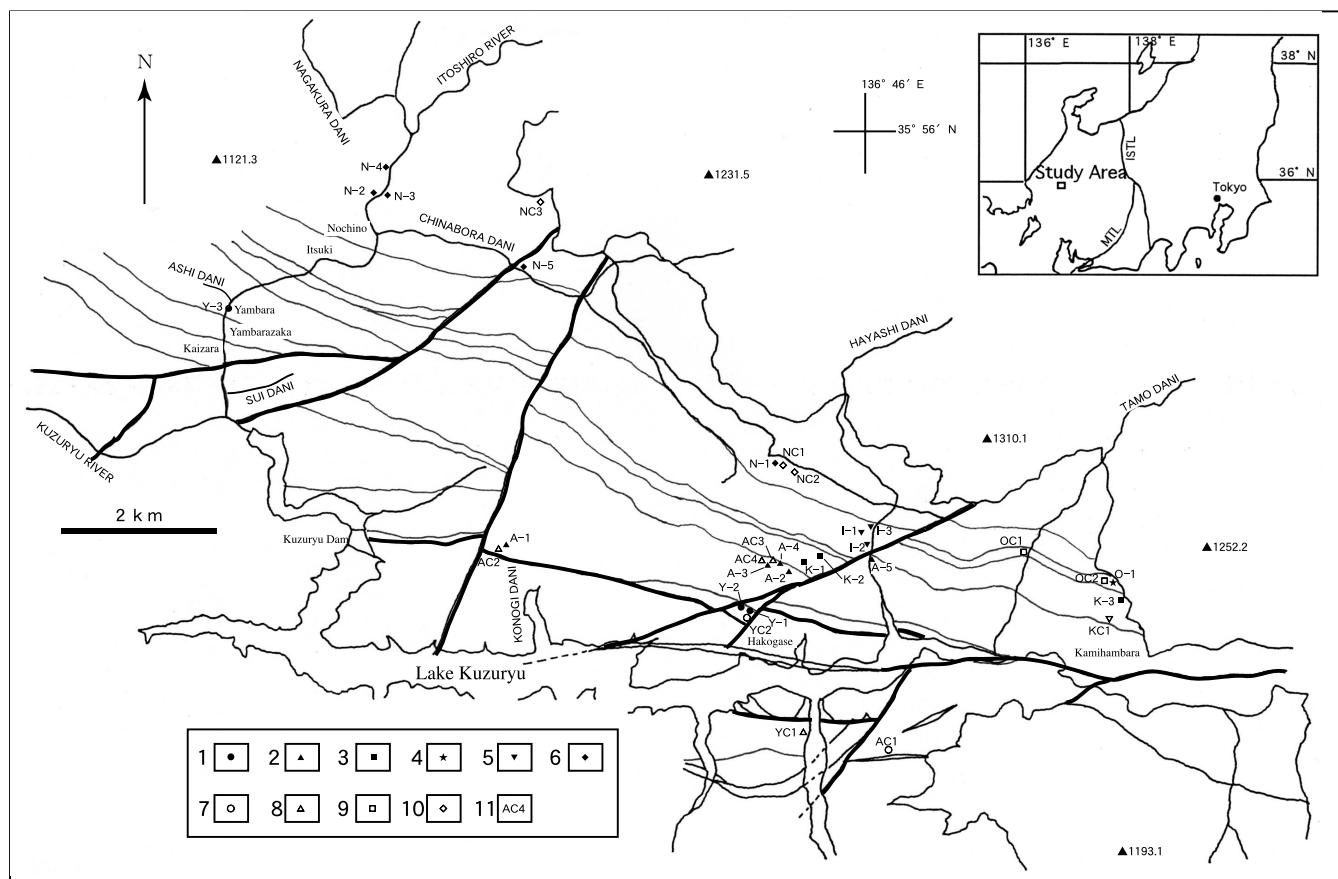 N
NAGAKURA DANI
ITOSHIRO RIVER
136° 46′ E
35° 56′ N
136° E
138° E
38° N
36° N
ISTL
MTL
Study Area
Tokyo
1121.3
1231.5
N-4
N-2
N-3
NC3
Nochino
CHINABORA DANI
Itsuki
N-5
ASHI DANI
Y-3
Yambara
Yambarazaka
Kaizara
SUI DANI
KUZURYU RIVER
HAYASHI DANI
TAMO DANI
1310.1
2 km
NC1
N-1
NC2
Kuzuryu Dam
A-1
AC2
KONOGI DANI
I-1
I-3
I-2
AC3
A-4
AC4
A-3
A-2
K-1
K-2
A-5
OC1
1252.2
OC2
O-1
K-3
KC1
Y-2
Y-1
YC2
Hakogase
Kamihambara
Lake Kuzuryu
YC1
AC1
1193.1
1 2 3 4 5 6
7 8 9 10 11 AC4